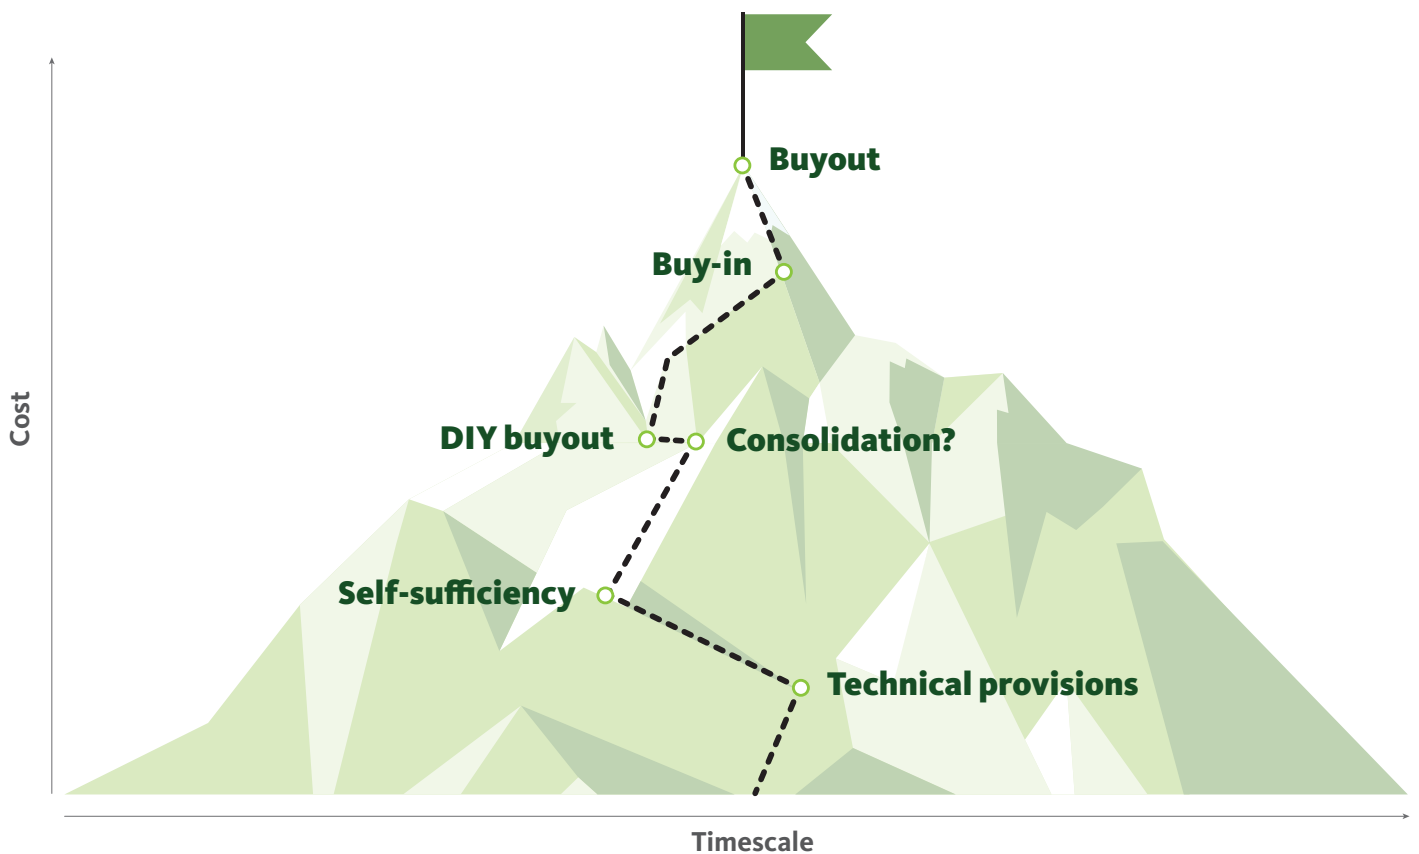 Buyout
Buy-in
DIY buyout
Consolidation?
Self-sufficiency
Technical provisions
Cost
Timescale